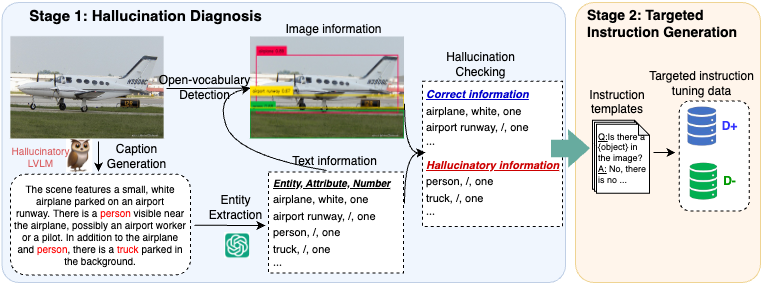 Stage 1: Hallucination Diagnosis
Image information
Open-vocabulary
Detection
airport runway 0.37
Hallucinatory
LVLM
Caption
Generation
The scene features a small, white
airplane parked on an airport
runway. There is a person visible near
the airplane, possibly an airport worker
or a pilot. In addition to the airplane
and person, there is a truck parked in
the background.
Entity
Extraction
Text information
Entity, Attribute, Number
airplane, white, one
airport runway, /, one
person, /, one
truck, /, one
...
Hallucination
Checking
Correct information
airplane, white, one
airport runway, /, one
...
Hallucinatory information
person, /, one
truck, /, one
...
Stage 2: Targeted
Instruction Generation
Instruction
templates
Q:Is there a
{object} in
the image?
A: No, there
is no ...
Targeted instruction
tuning data
D+
D-